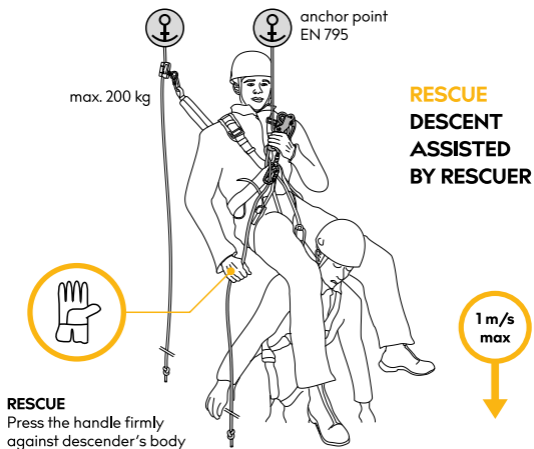 anchor point
EN 795
max. 200 kg
RESCUE
DESCENT
ASSISTED
BY RESCUER
1 m/s
max
RESCUE
Press the handle firmly
against descender's body